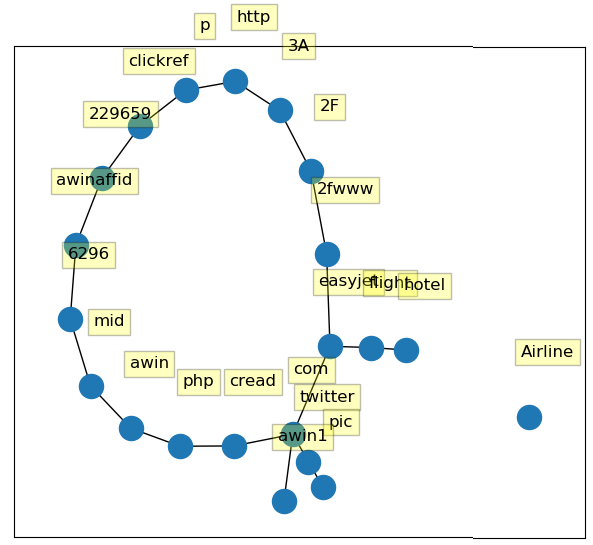 http
p
3A
clickref
2F
229659
awinaffid
2fwww
6296
easyjet
flight
hotel
mid
Airline
awin
com
php
cread
twitter
pic
awin1